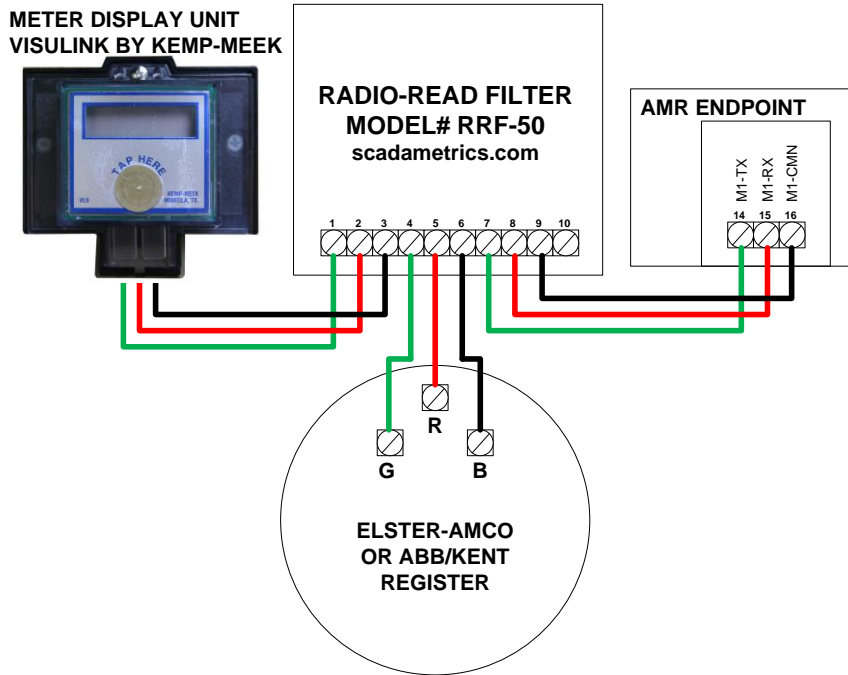 METER DISPLAY UNIT
VISULINK BY KEMP-MEEK
TAP HERE
KEMP-MEEK
MINEOLA, TX.
RADIO-READ FILTER
MODEL# RRF-50
scadametrics.com
1 2 3 4 5 6 7 8 9 10
AMR ENDPOINT
M1-TX
M1-RX
M1-CMN
14 15 16
R
G B
ELSTER-AMCO
OR ABB/KENT
REGISTER